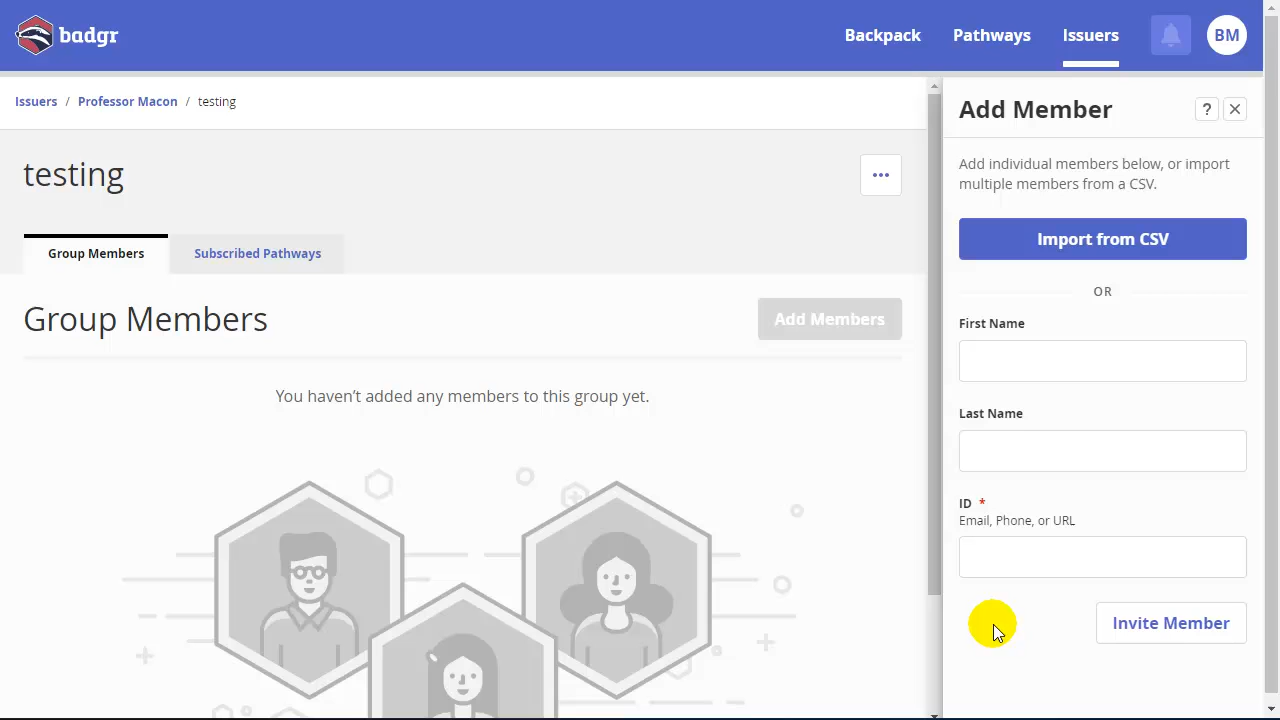 badgr
Backpack
Pathways
Issuers
BM
Issuers / Professor Macon / testing
testing
Group Members
Subscribed Pathways
Group Members
Add Members
You haven't added any members to this group yet.
Add Member
?
Add individual members below, or import
multiple members from a CSV.
Import from CSV
OR
First Name
Last Name
ID *
Email, Phone, or URL
Invite Member